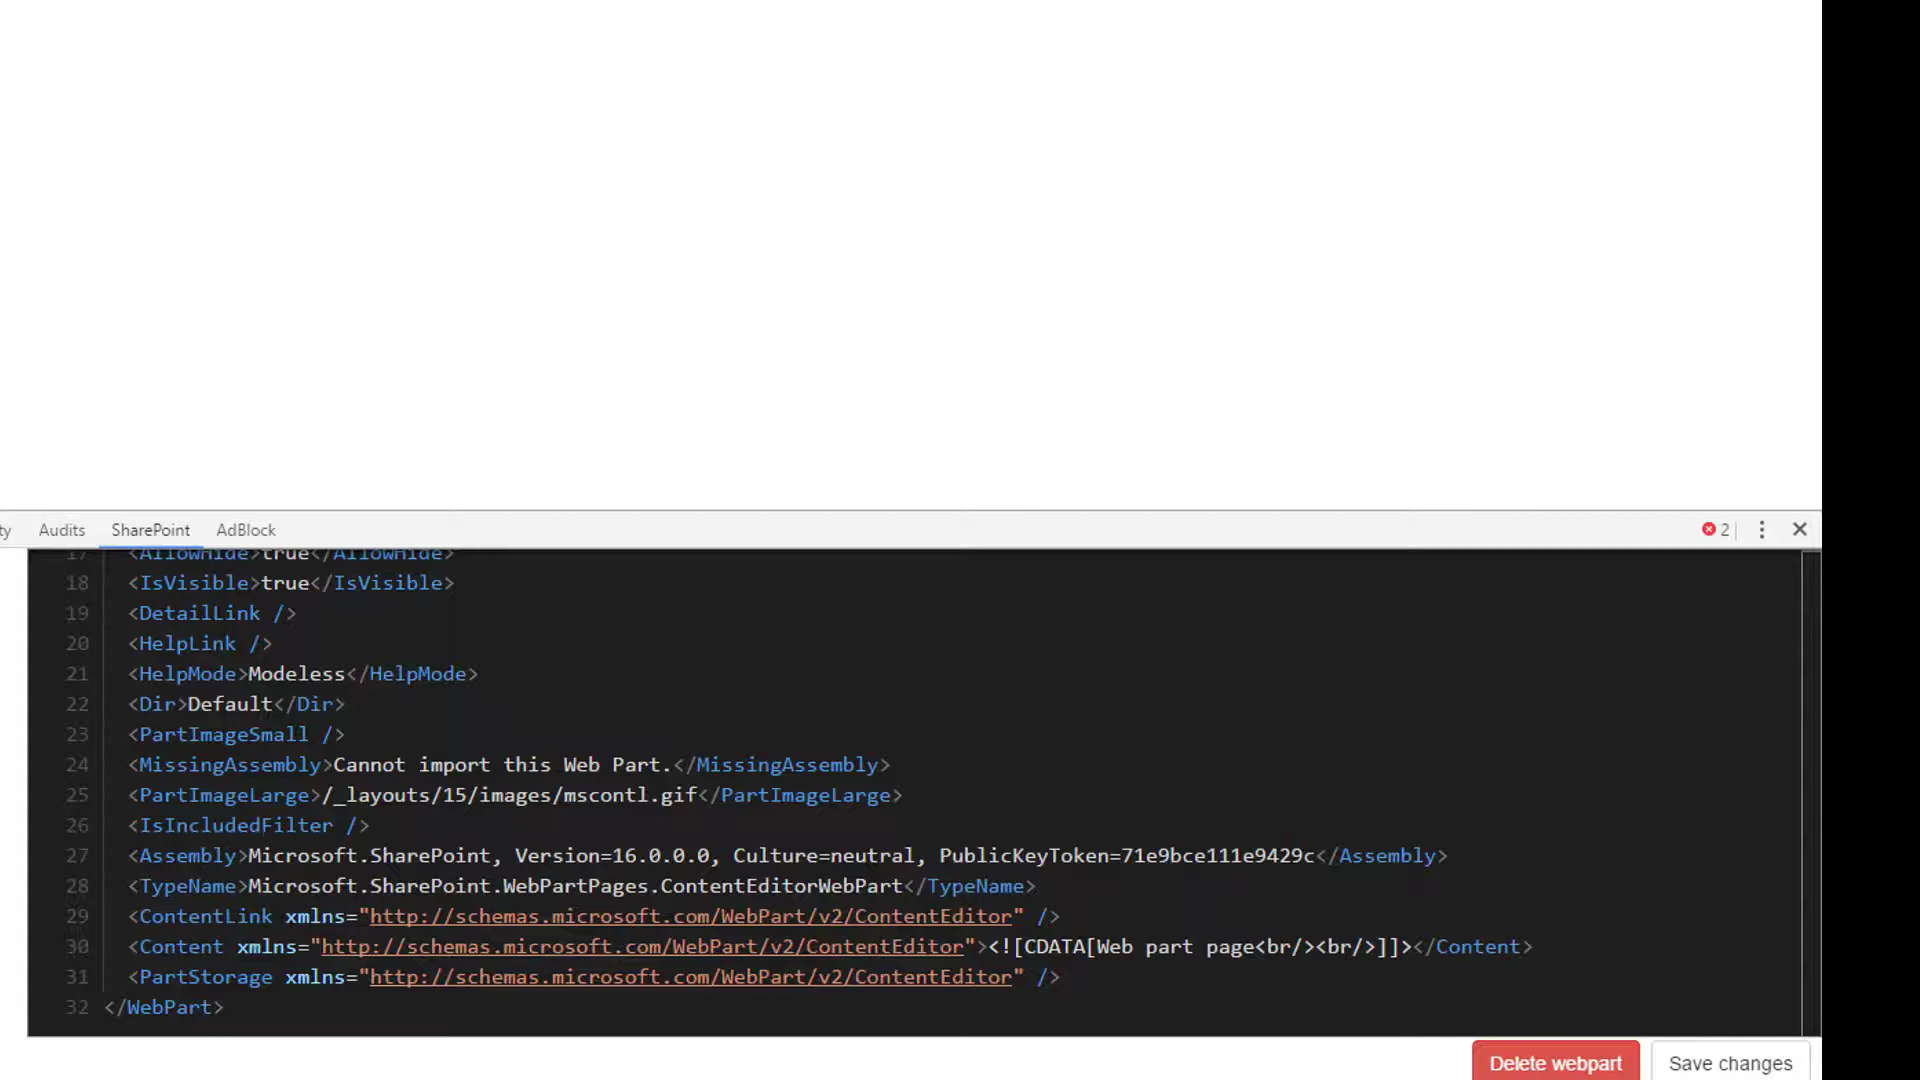 ty Audits SharePoint AdBlock 2
17 <AllowHide>true</AllowHide>
18 <IsVisible>true</IsVisible>
19 <DetailLink />
20 <HelpLink />
21 <HelpMode>Modeless</HelpMode>
22 <Dir>Default</Dir>
23 <PartImageSmall />
24 <MissingAssembly>Cannot import this Web Part.</MissingAssembly>
25 <PartImageLarge>/_layouts/15/images/mscontl.gif</PartImageLarge>
26 <IsIncludedFilter />
27 <Assembly>Microsoft.SharePoint, Version=16.0.0.0, Culture=neutral, PublicKeyToken=71e9bce111e9429c</Assembly>
28 <TypeName>Microsoft.SharePoint.WebPartPages.ContentEditorWebPart</TypeName>
29 <ContentLink xmlns="http://schemas.microsoft.com/WebPart/v2/ContentEditor" />
30 <Content xmlns="http://schemas.microsoft.com/WebPart/v2/ContentEditor"><![CDATA[Web part page<br/><br/>]]></Content>
31 <PartStorage xmlns="http://schemas.microsoft.com/WebPart/v2/ContentEditor" />
32 </WebPart>
Delete webpart Save changes